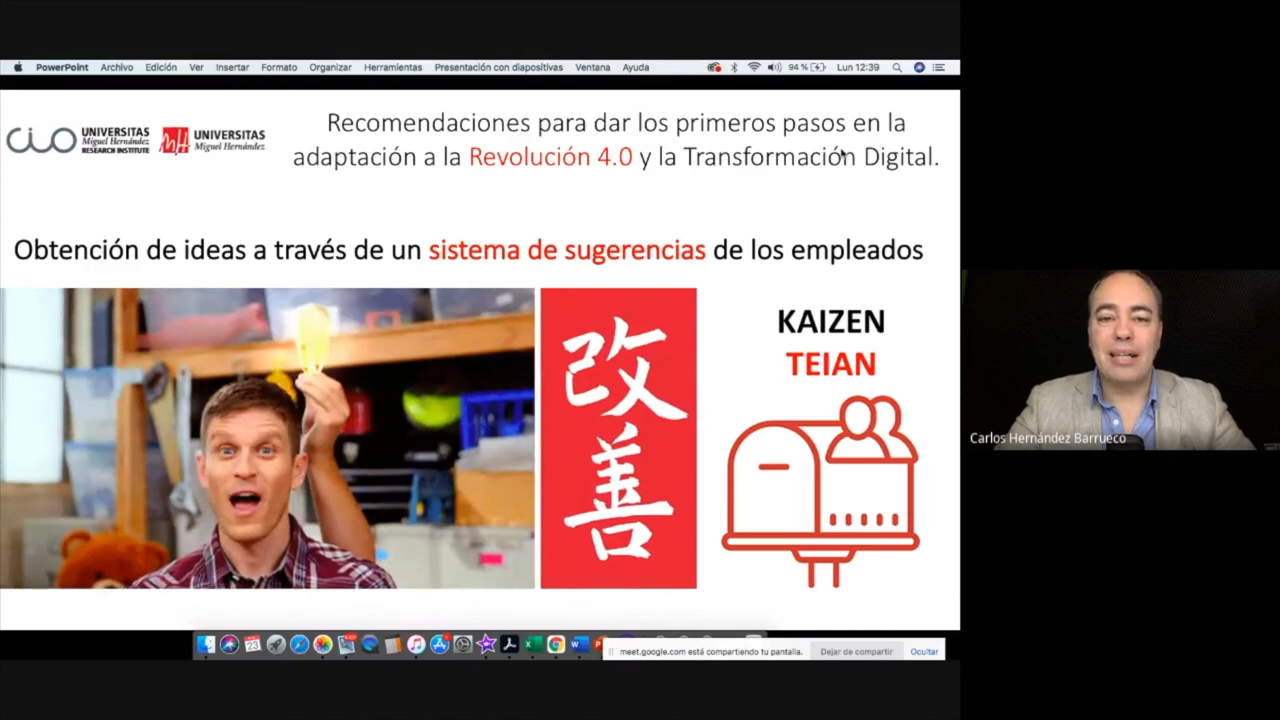 PowerPoint Archivo Edición Ver Insertar Formato Organizar Herramientas Presentación con diapositivas Ventana Ayuda 94 % Lun 12:39
CIO UNIVERSITAS Miguel Hernández RESEARCH INSTITUTE
UNIVERSITAS Miguel Hernández
Recomendaciones para dar los primeros pasos en la
adaptación a la Revolución 4.0 y la Transformación Digital.
Obtención de ideas a través de un sistema de sugerencias de los empleados
改善
KAIZEN
TEIAN
Carlos Hernández Barrueco
meet.google.com está compartiendo tu pantalla. Dejar de compartir Ocultar